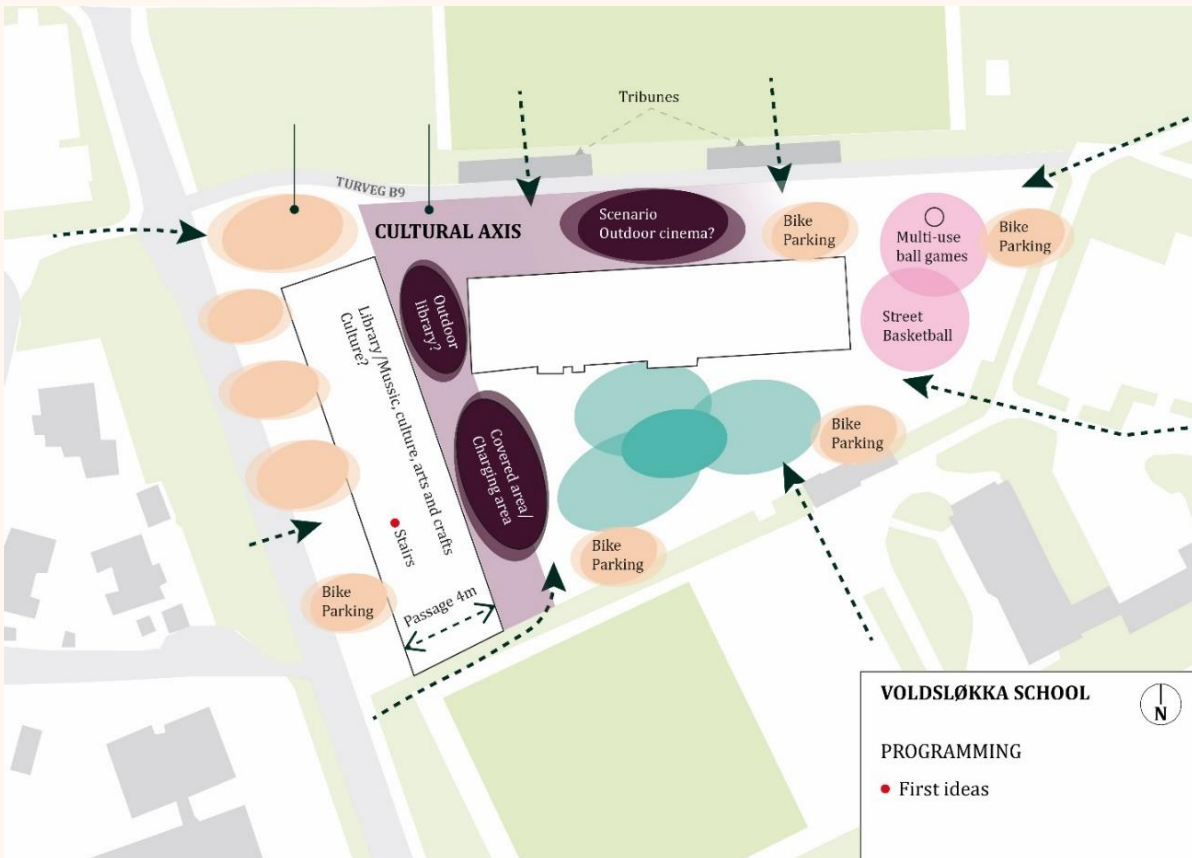 Tribunes
TURVEG B9
CULTURAL AXIS
Scenario
Outdoor cinema?
Bike
Parking
Multi-use
ball games
Bike
Parking
Street
Basketball
Outdoor
library?
Library/Mussic, culture, arts and crafts
Culture?
Covered area/
Charging area
Stairs
Bike
Parking
Bike
Parking
Bike
Parking
Passage 4m
VOLDSLØKKA SCHOOL
N
PROGRAMMING
First ideas